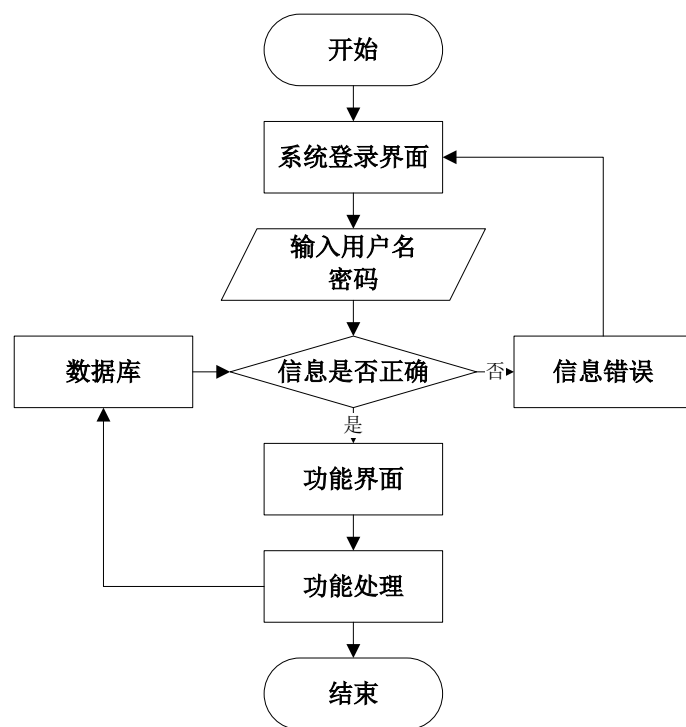 开始
系统登录界面
输入用户名
密码
数据库
信息是否正确
否
信息错误
是
功能界面
功能处理
结束